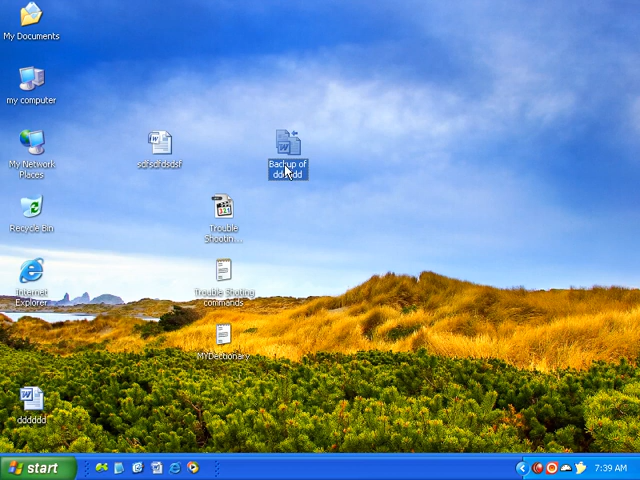 My Documents
my computer
My Network
Places
sdfsdfdsdsf
Backup of
Recycle Bin
Trouble
Shootin...
Internet
Explorer
Trouble Shoting
commands
MYDectionary
dddddd
start
7:39 AM